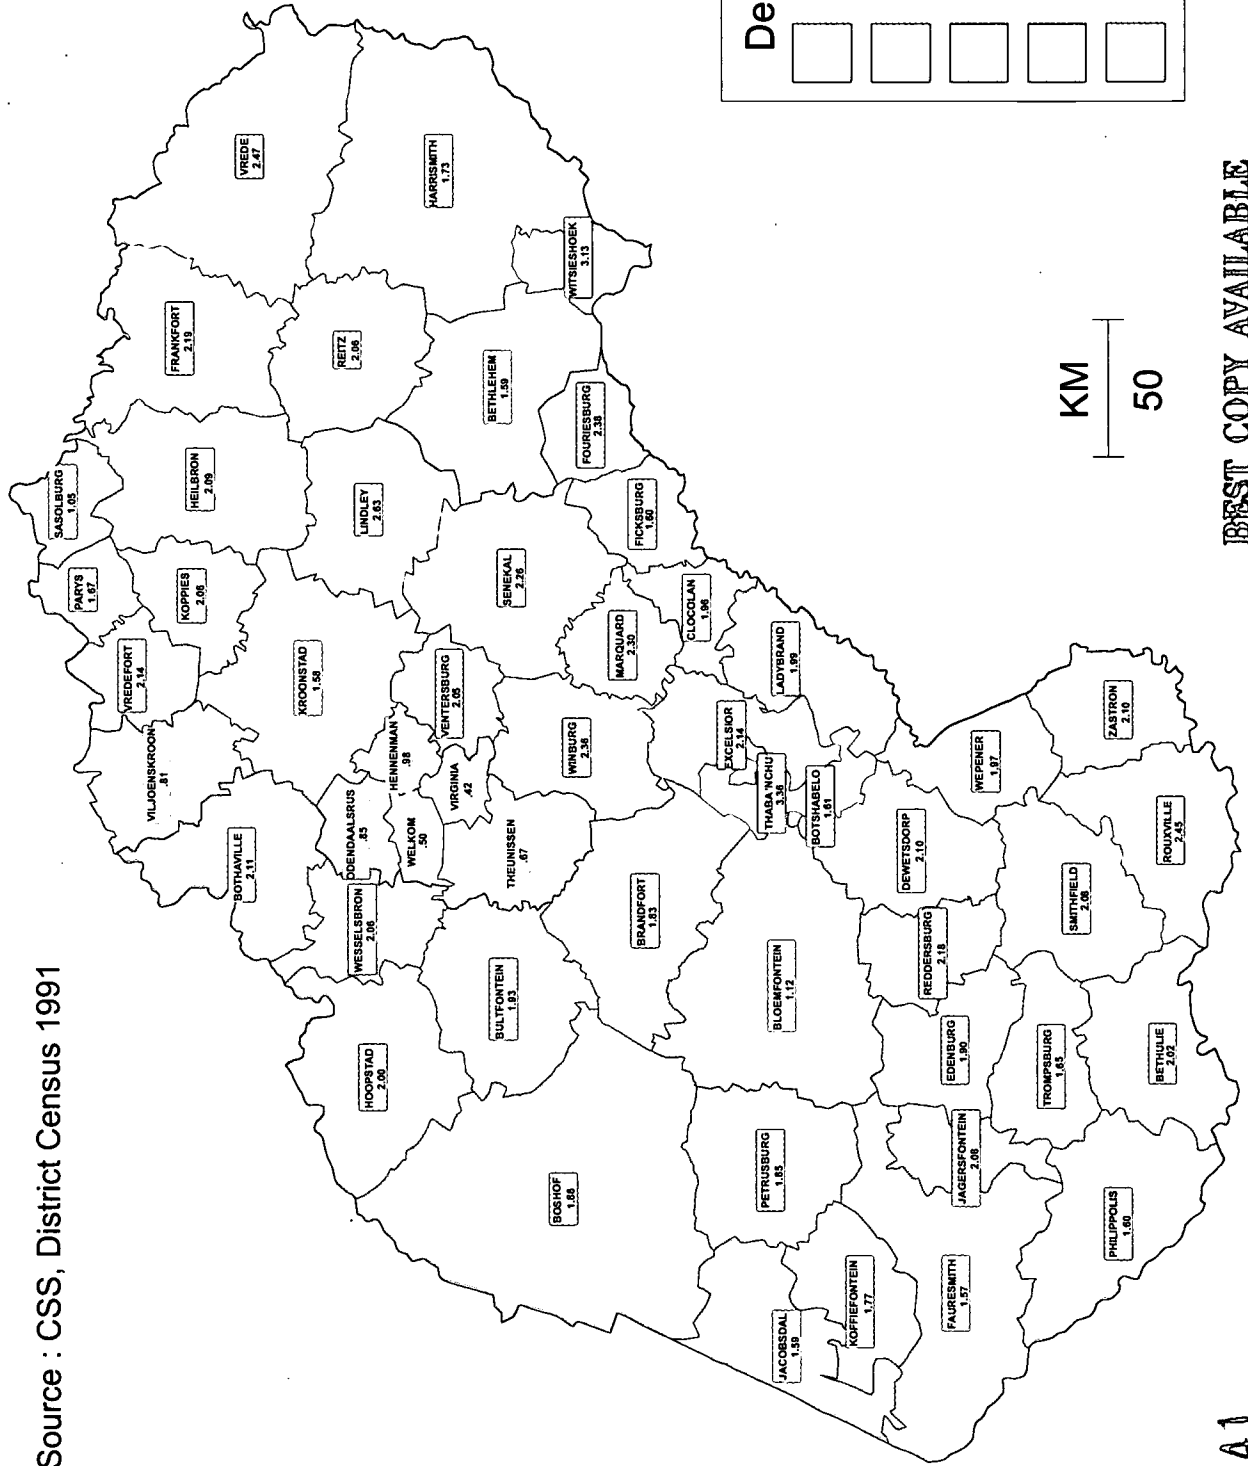 Source : CSS, District Census 1991
SASOLBURG
1.05
PARYS
1.67
VREDEFORT
2.14
VILJOENSKROON
.81
KOPPIES
2.05
HEILBRON
2.09
FRANKFORT
2.19
VREDE
2.47
BOTHAVILLE
2.11
KROONSTAD
1.58
LINDLEY
2.63
REITZ
2.06
HARRISMITH
1.73
HOOPSTAD
2.00
WESSELSBRON
2.06
ODENDAALSRUS
.85
HENNENMAN
.98
WELKOM
.50
VIRGINIA
.42
VENTERSBURG
2.05
SENEKAL
2.26
BETHLEHEM
1.59
WITSIESHOEK
3.13
BULTFONTEIN
1.93
THEUNISSEN
.67
WINBURG
2.36
MARQUARD
2.30
FICKSBURG
1.60
FOURIESBURG
2.38
BOSHOF
1.88
BRANDFORT
1.83
CLOCOLAN
1.96
EXCELSIOR
2.14
LADYBRAND
1.99
THABA'NCHU
3.36
BOTSHABELO
1.61
PETRUSBURG
1.85
BLOEMFONTEIN
1.12
JACOBSDAL
1.59
KOFFIEFONTEIN
1.77
FAURESMITH
1.57
JAGERSFONTEIN
2.08
EDENBURG
1.90
REDDERSBURG
2.18
DEWETSDORP
2.10
WEPENER
1.97
TROMPSBURG
1.65
SMITHFIELD
2.08
ZASTRON
2.10
PHILIPPOLIS
1.60
BETHULIE
2.02
ROUXVILLE
2.45
KM
50
De
41
BEST COPY AVAILABLE